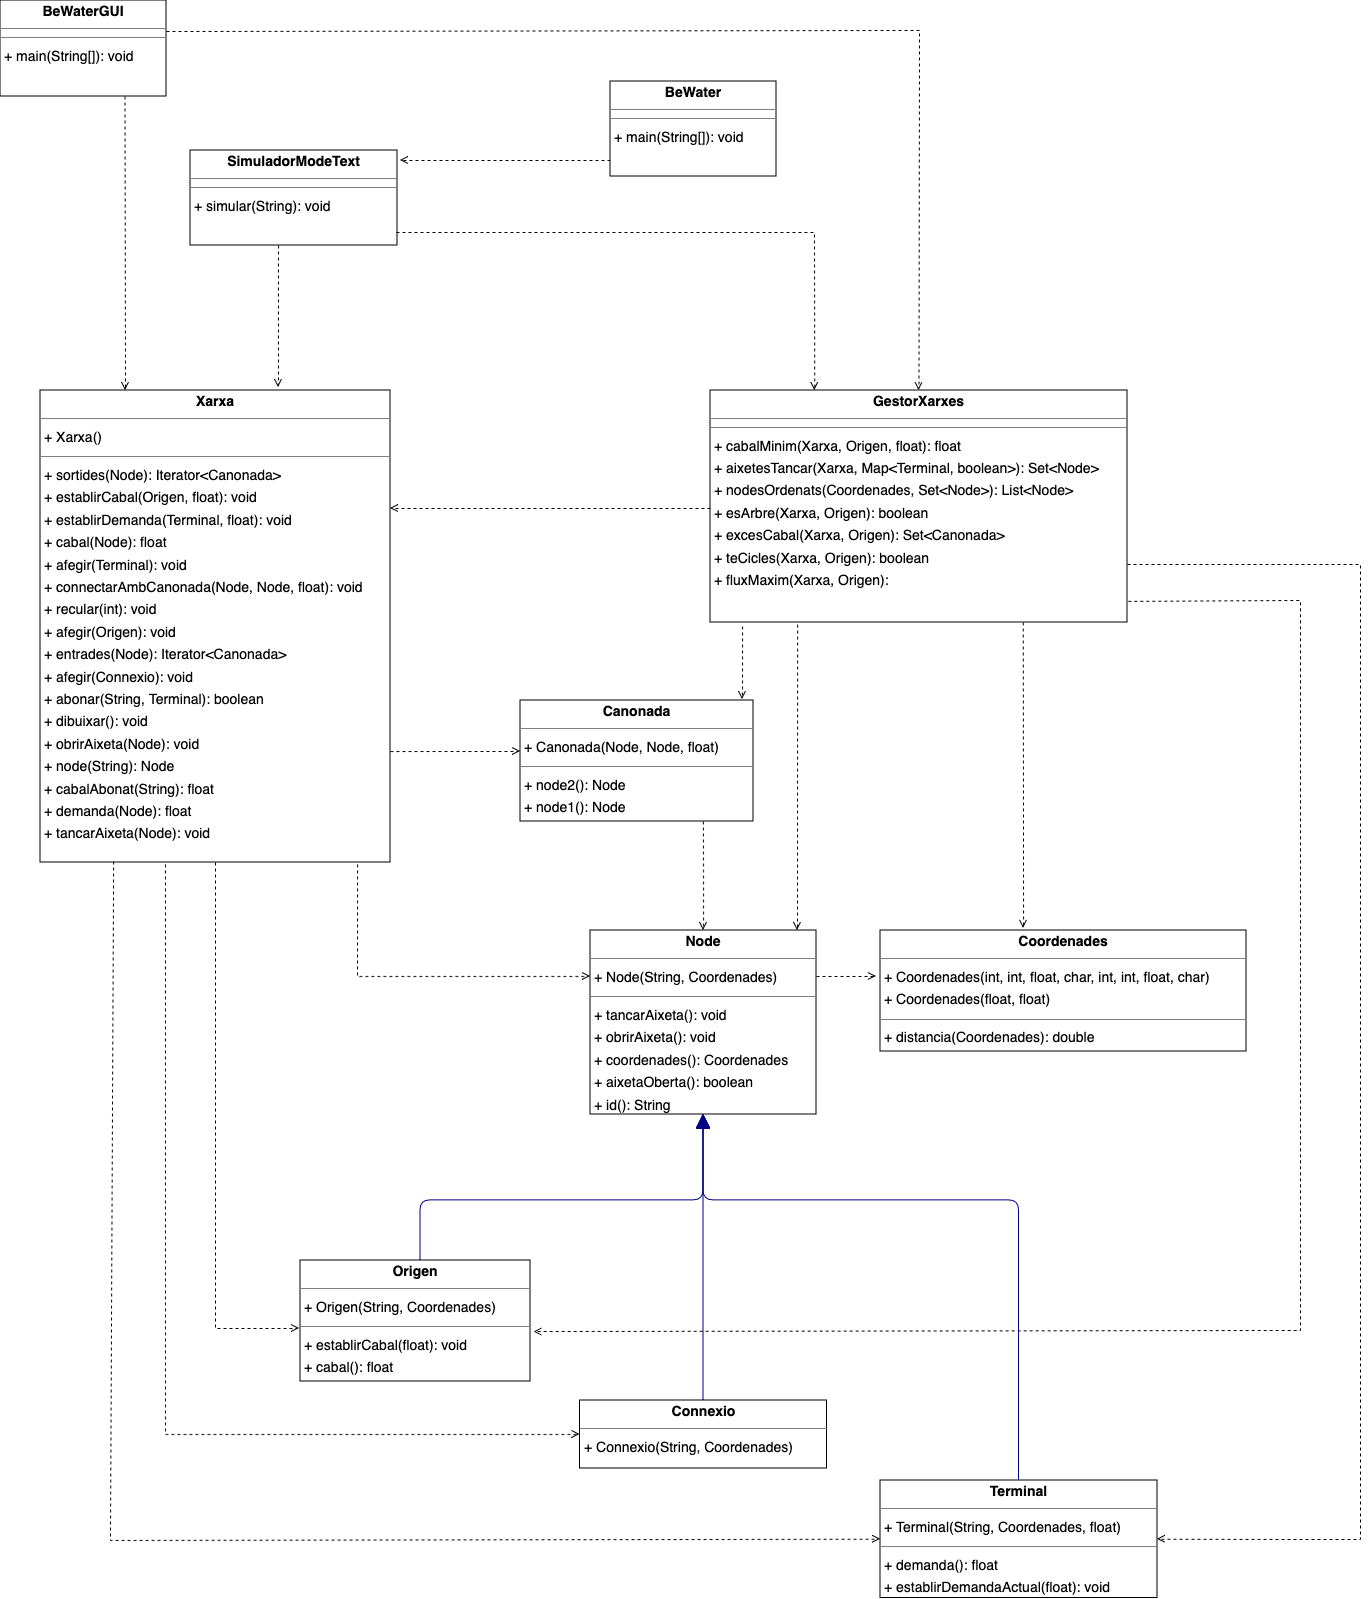 BeWaterGUI
+ main(String[]): void
BeWater
+ main(String[]): void
SimuladorModeText
+ simular(String): void
Xarxa
+ Xarxa()
+ sortides(Node): Iterator<Canonada>
+ establirCabal(Origen, float): void
+ establirDemanda(Terminal, float): void
+ cabal(Node): float
+ afegir(Terminal): void
+ connectarAmbCanonada(Node, Node, float): void
+ recular(int): void
+ afegir(Origen): void
+ entrades(Node): Iterator<Canonada>
+ afegir(Connexio): void
+ abonar(String, Terminal): boolean
+ dibuixar(): void
+ obrirAixeta(Node): void
+ node(String): Node
+ cabalAbonat(String): float
+ demanda(Node): float
+ tancarAixeta(Node): void
GestorXarxes
+ cabalMinim(Xarxa, Origen, float): float
+ aixetesTancar(Xarxa, Map<Terminal, boolean>): Set<Node>
+ nodesOrdenats(Coordenades, Set<Node>): List<Node>
+ esArbre(Xarxa, Origen): boolean
+ excesCabal(Xarxa, Origen): Set<Canonada>
+ teCicles(Xarxa, Origen): boolean
+ fluxMaxim(Xarxa, Origen):
Canonada
+ Canonada(Node, Node, float)
+ node2(): Node
+ node1(): Node
Node
+ Node(String, Coordenades)
+ tancarAixeta(): void
+ obrirAixeta(): void
+ coordenades(): Coordenades
+ aixetaOberta(): boolean
+ id(): String
Coordenades
+ Coordenades(int, int, float, char, int, int, float, char)
+ Coordenades(float, float)
+ distancia(Coordenades): double
Origen
+ Origen(String, Coordenades)
+ establirCabal(float): void
+ cabal(): float
Connexio
+ Connexio(String, Coordenades)
Terminal
+ Terminal(String, Coordenades, float)
+ demanda(): float
+ establirDemandaActual(float): void